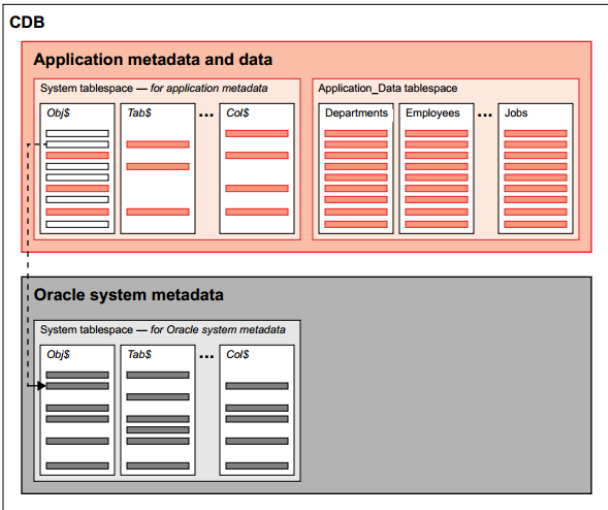 CDB
Application metadata and data
System tablespace — for application metadata
Application_Data tablespace
Obj$ Tab$ ... Col$
Departments Employees ... Jobs
Oracle system metadata
System tablespace — for Oracle system metadata
Obj$ Tab$ ... Col$